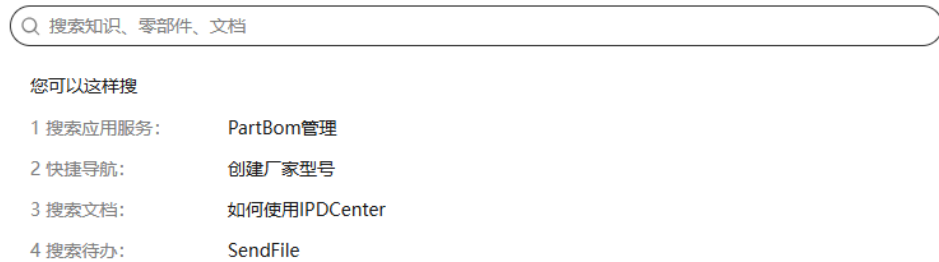 搜索知识、零部件、文档
您可以这样搜
1 搜索应用服务： PartBom管理
2 快捷导航： 创建厂家型号
3 搜索文档： 如何使用IPDCenter
4 搜索待办： SendFile